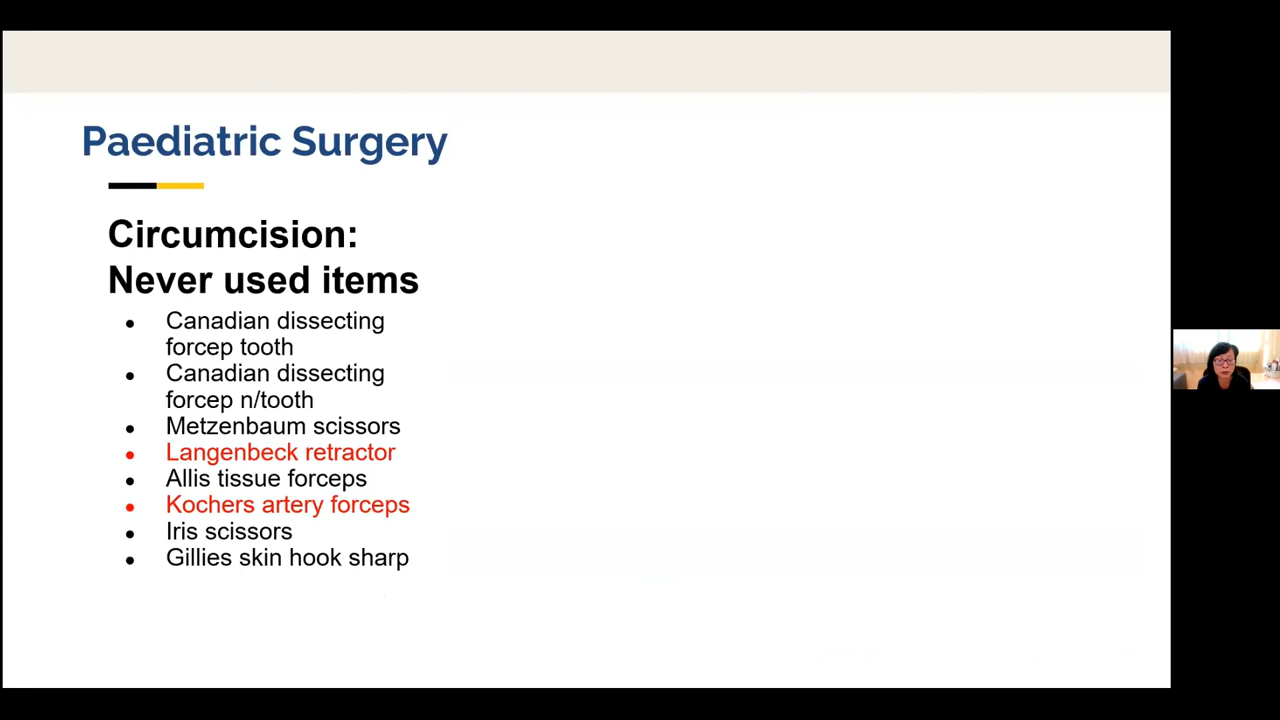 Paediatric Surgery
Circumcision:
Never used items
● Canadian dissecting
forcep tooth
● Canadian dissecting
forcep n/tooth
● Metzenbaum scissors
● Langenbeck retractor
● Allis tissue forceps
● Kochers artery forceps
● Iris scissors
● Gillies skin hook sharp